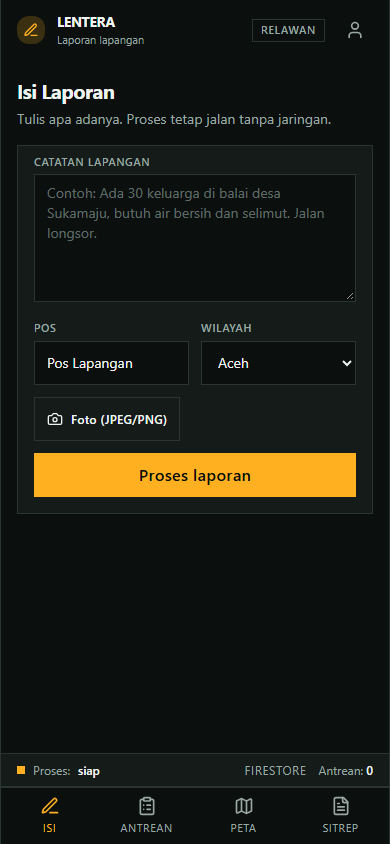 LENTERA
Laporan lapangan
RELAWAN
Isi Laporan
Tulis apa adanya. Proses tetap jalan tanpa jaringan.
CATATAN LAPANGAN
Contoh: Ada 30 keluarga di balai desa
Sukamaju, butuh air bersih dan selimut. Jalan
longsor.
POS
WILAYAH
Pos Lapangan
Aceh
Foto (JPEG/PNG)
Proses laporan
Proses: siap
FIRESTORE
Antrean: 0
ISI
ANTREAN
PETA
SITREP